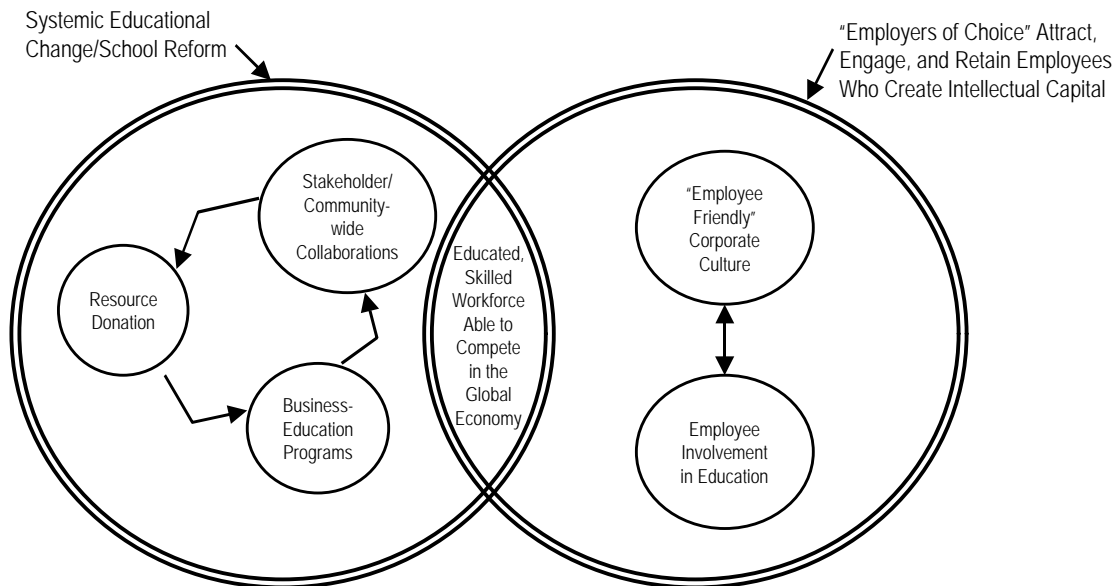 Systemic Educational
Change/School Reform
“Employers of Choice” Attract,
Engage, and Retain Employees
Who Create Intellectual Capital
Stakeholder/
Community-
wide
Collaborations
Resource
Donation
Business-
Education
Programs
Educated,
Skilled
Workforce
Able to
Compete
in the
Global
Economy
“Employee
Friendly”
Corporate
Culture
Employee
Involvement
in Education